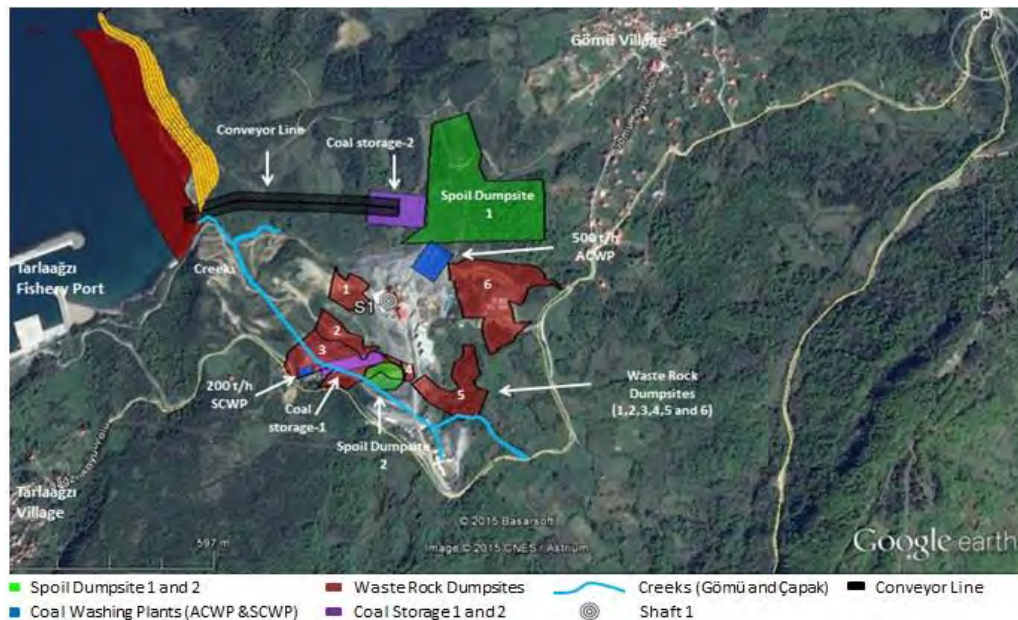 Gömü Village
Conveyor Line
Coal storage-2
Spoil Dumpsite
1
500 t/h
ACWP
Creeks
Tarlaağzı
Fishery Port
1
S1
6
2
3
4
5
200 t/h
SCWP
Coal
storage-1
Spoil Dumpsite
2
Waste Rock
Dumpsites
(1,2,3,4,5 and 6)
Tarlaağzı
Village
© 2015 Basarsoft
Image © 2015 CNES / Astrium
597 m
Google earth
N
Spoil Dumpsite 1 and 2
Waste Rock Dumpsites
Creeks (Gömü and Çapak)
Conveyor Line
Coal Washing Plants (ACWP &SCWP)
Coal Storage 1 and 2
Shaft 1